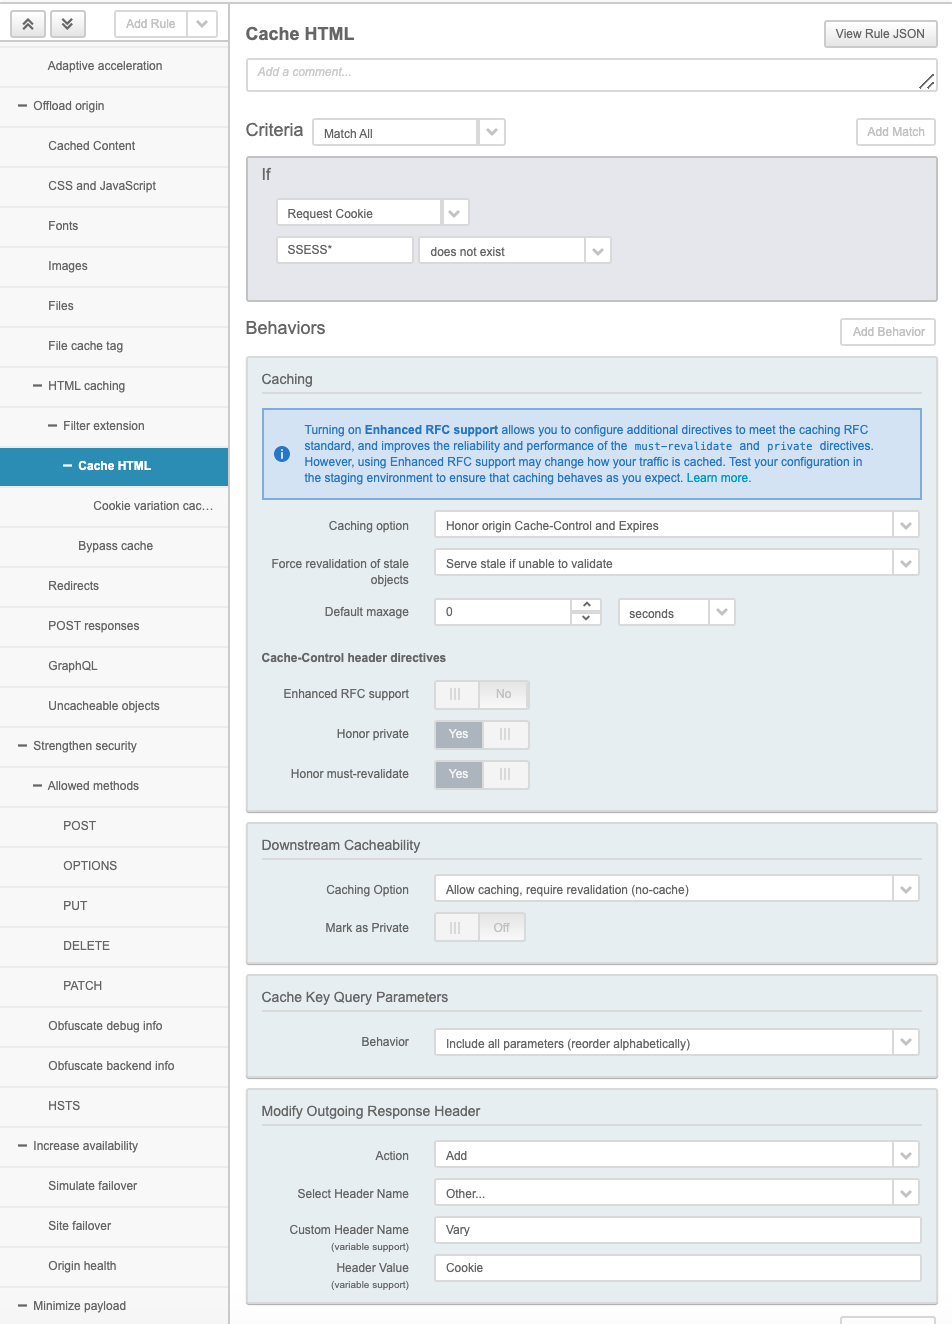 Add Rule
Adaptive acceleration
Offload origin
Cached Content
CSS and JavaScript
Fonts
Images
Files
File cache tag
HTML caching
Filter extension
Cache HTML
Cookie variation cac...
Bypass cache
Redirects
POST responses
GraphQL
Uncacheable objects
Strengthen security
Allowed methods
POST
OPTIONS
PUT
DELETE
PATCH
Obfuscate debug info
Obfuscate backend info
HSTS
Increase availability
Simulate failover
Site failover
Origin health
Minimize payload
Cache HTML
View Rule JSON
Add a comment...
Criteria
Match All
Add Match
If
Request Cookie
SSESS*
does not exist
Behaviors
Add Behavior
Caching
Turning on Enhanced RFC support allows you to configure additional directives to meet the caching RFC
standard, and improves the reliability and performance of the must-revalidate and private directives.
However, using Enhanced RFC support may change how your traffic is cached. Test your configuration in
the staging environment to ensure that caching behaves as you expect. Learn more.
Caching option
Honor origin Cache-Control and Expires
Force revalidation of stale
objects
Serve stale if unable to validate
Default maxage
0
seconds
Cache-Control header directives
Enhanced RFC support
No
Honor private
Yes
Honor must-revalidate
Yes
Downstream Cacheability
Caching Option
Allow caching, require revalidation (no-cache)
Mark as Private
Off
Cache Key Query Parameters
Behavior
Include all parameters (reorder alphabetically)
Modify Outgoing Response Header
Action
Add
Select Header Name
Other...
Custom Header Name
(variable support)
Vary
Header Value
(variable support)
Cookie